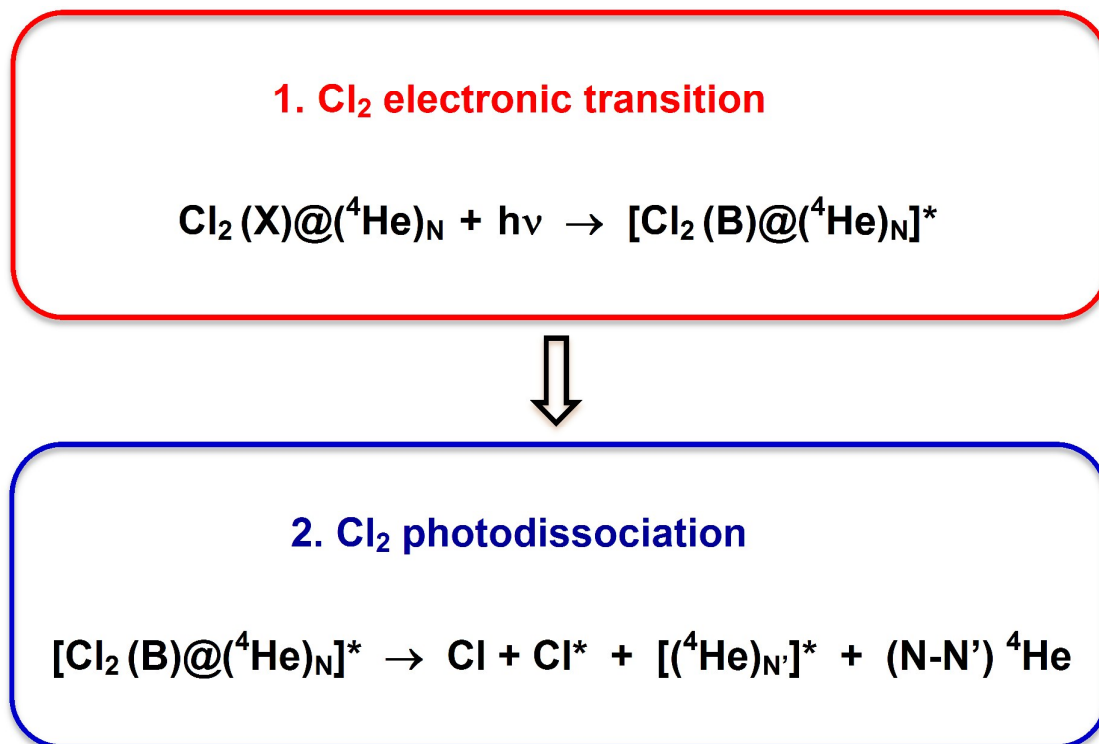 1. Cl₂ electronic transition
Cl₂ (X)@(⁴He)N + hν → [Cl₂ (B)@(⁴He)N]*
2. Cl₂ photodissociation
[Cl₂ (B)@(⁴He)N]* → Cl + Cl* + [(⁴He)N']* + (N-N') ⁴He